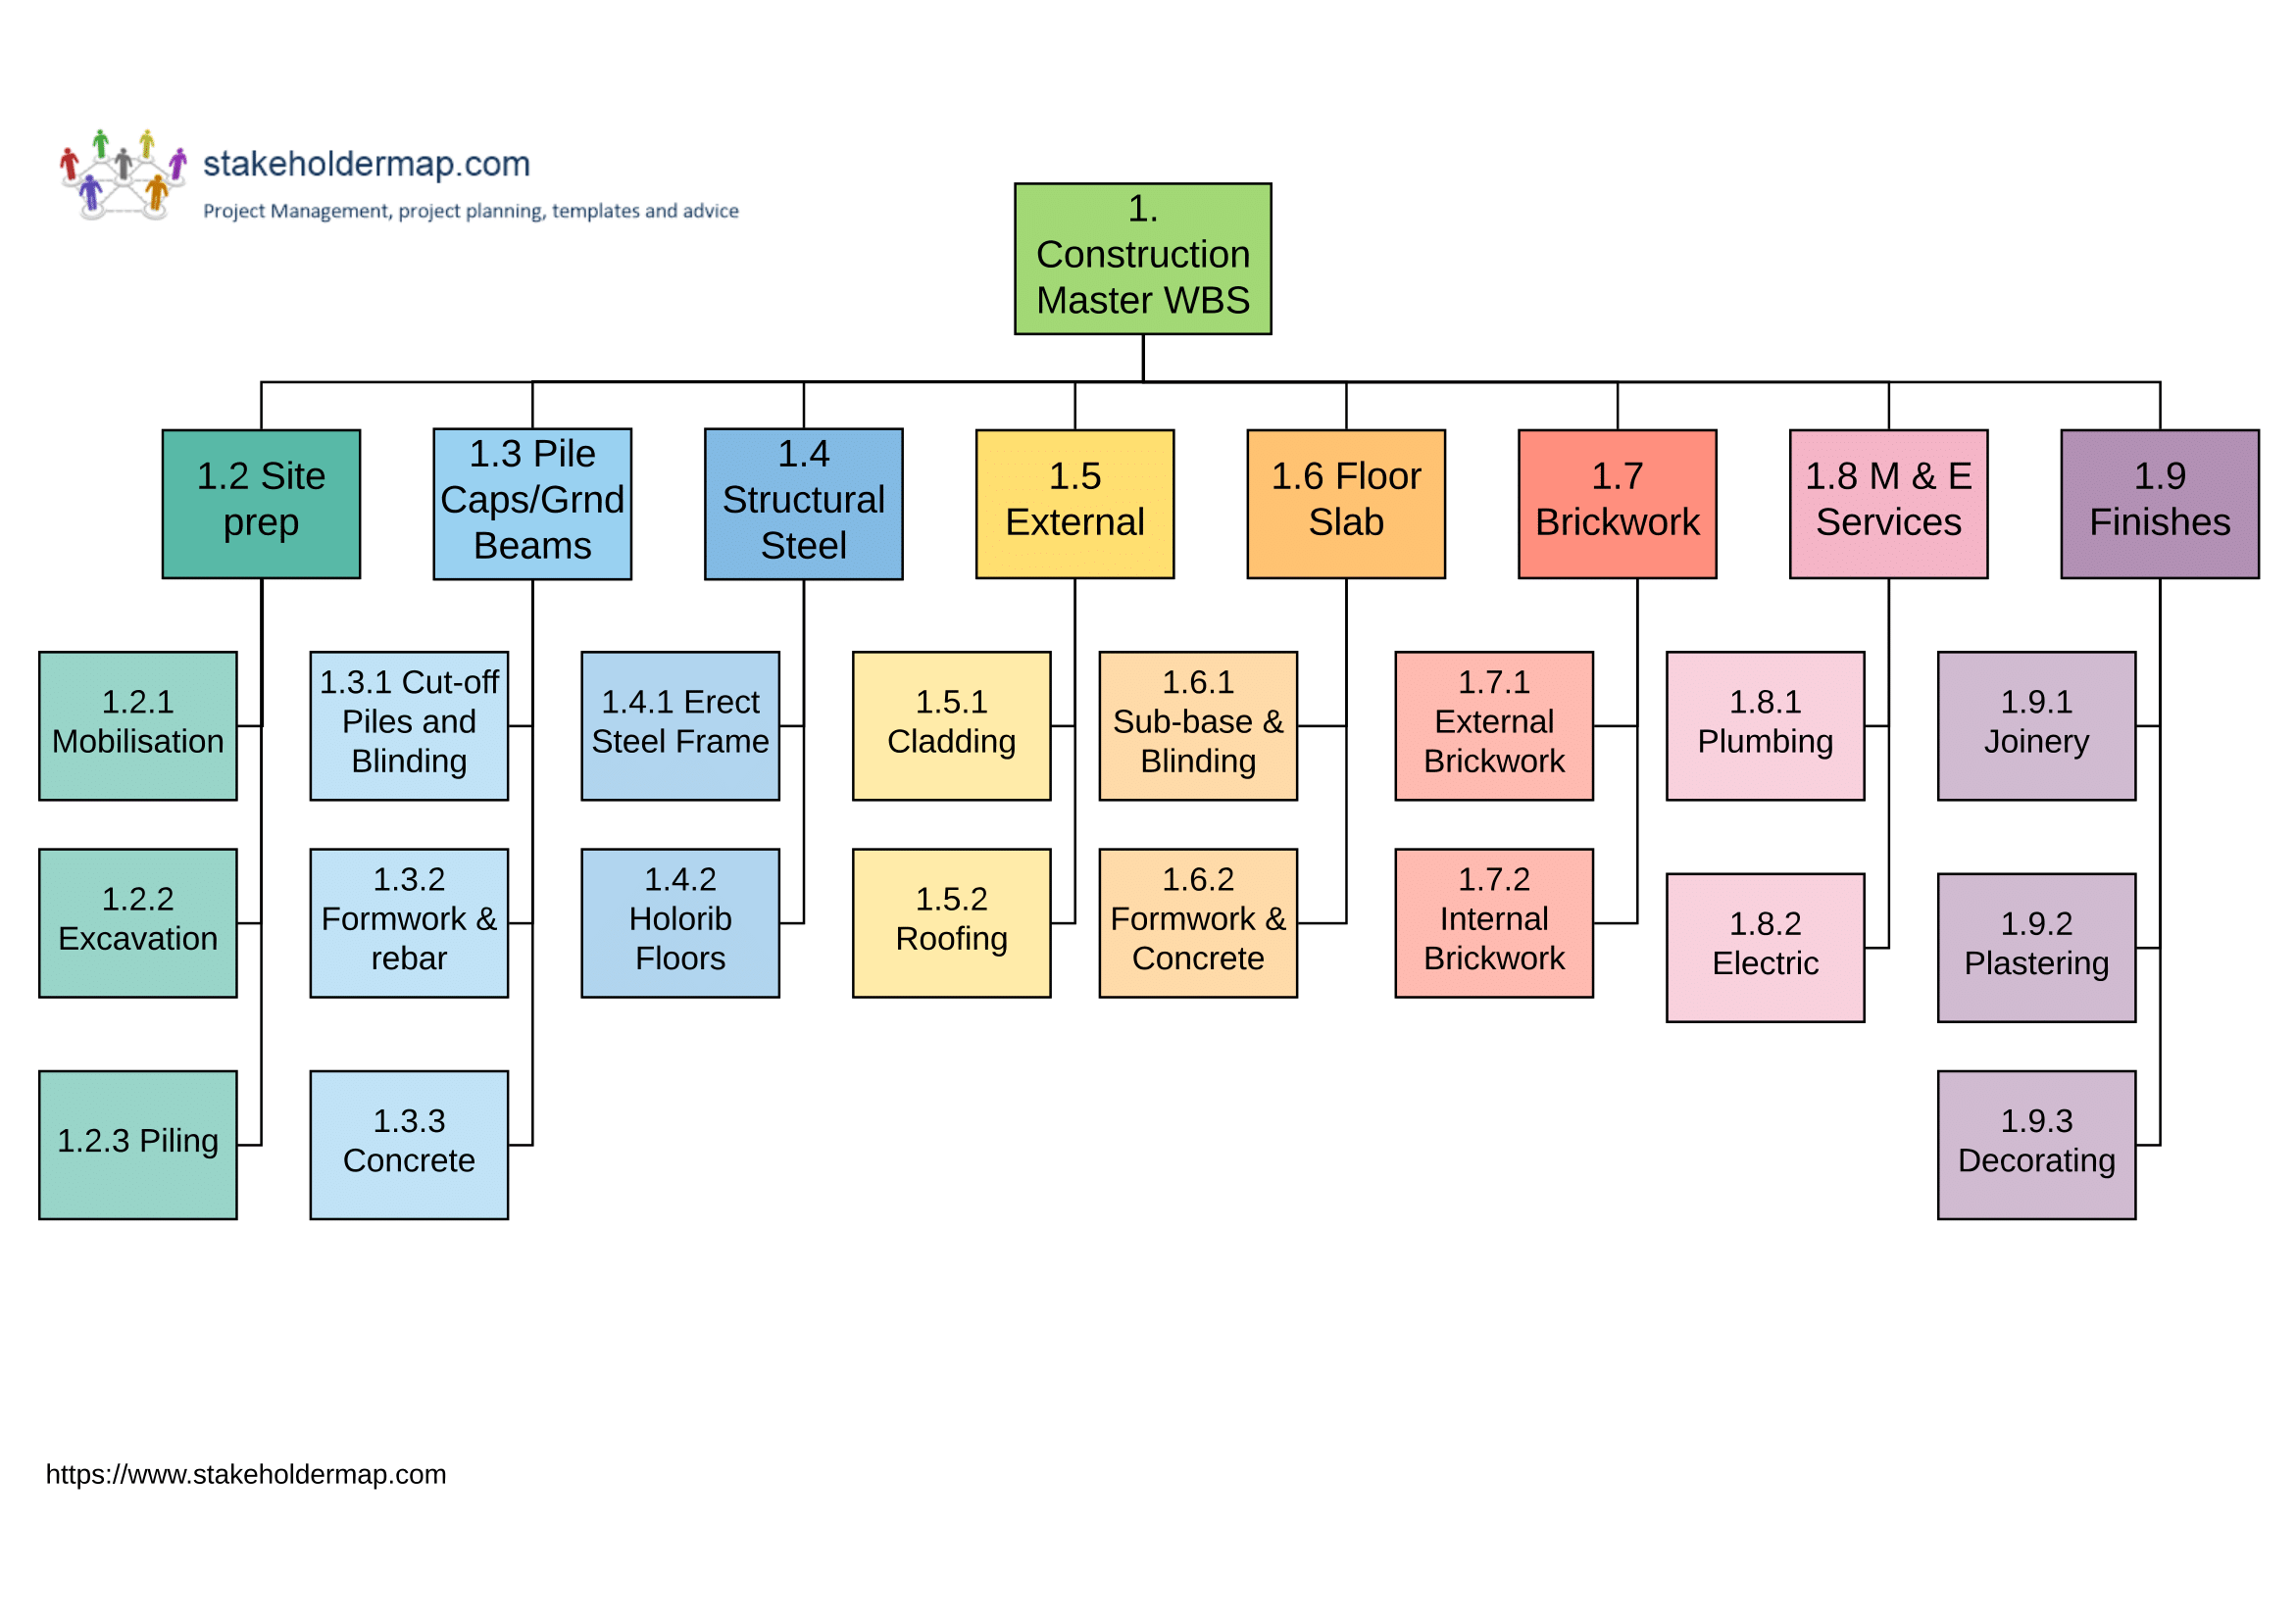 stakeholdermap.com
Project Management, project planning, templates and advice
1.
Construction
Master WBS
1.2 Site
prep
1.3 Pile
Caps/Grnd
Beams
1.4
Structural
Steel
1.5
External
1.6 Floor
Slab
1.7
Brickwork
1.8 M & E
Services
1.9
Finishes
1.2.1
Mobilisation
1.3.1 Cut-off
Piles and
Blinding
1.4.1 Erect
Steel Frame
1.5.1
Cladding
1.6.1
Sub-base &
Blinding
1.7.1
External
Brickwork
1.8.1
Plumbing
1.9.1
Joinery
1.2.2
Excavation
1.3.2
Formwork &
rebar
1.4.2
Holorib
Floors
1.5.2
Roofing
1.6.2
Formwork &
Concrete
1.7.2
Internal
Brickwork
1.8.2
Electric
1.9.2
Plastering
1.2.3 Piling
1.3.3
Concrete
1.9.3
Decorating
https://www.stakeholdermap.com